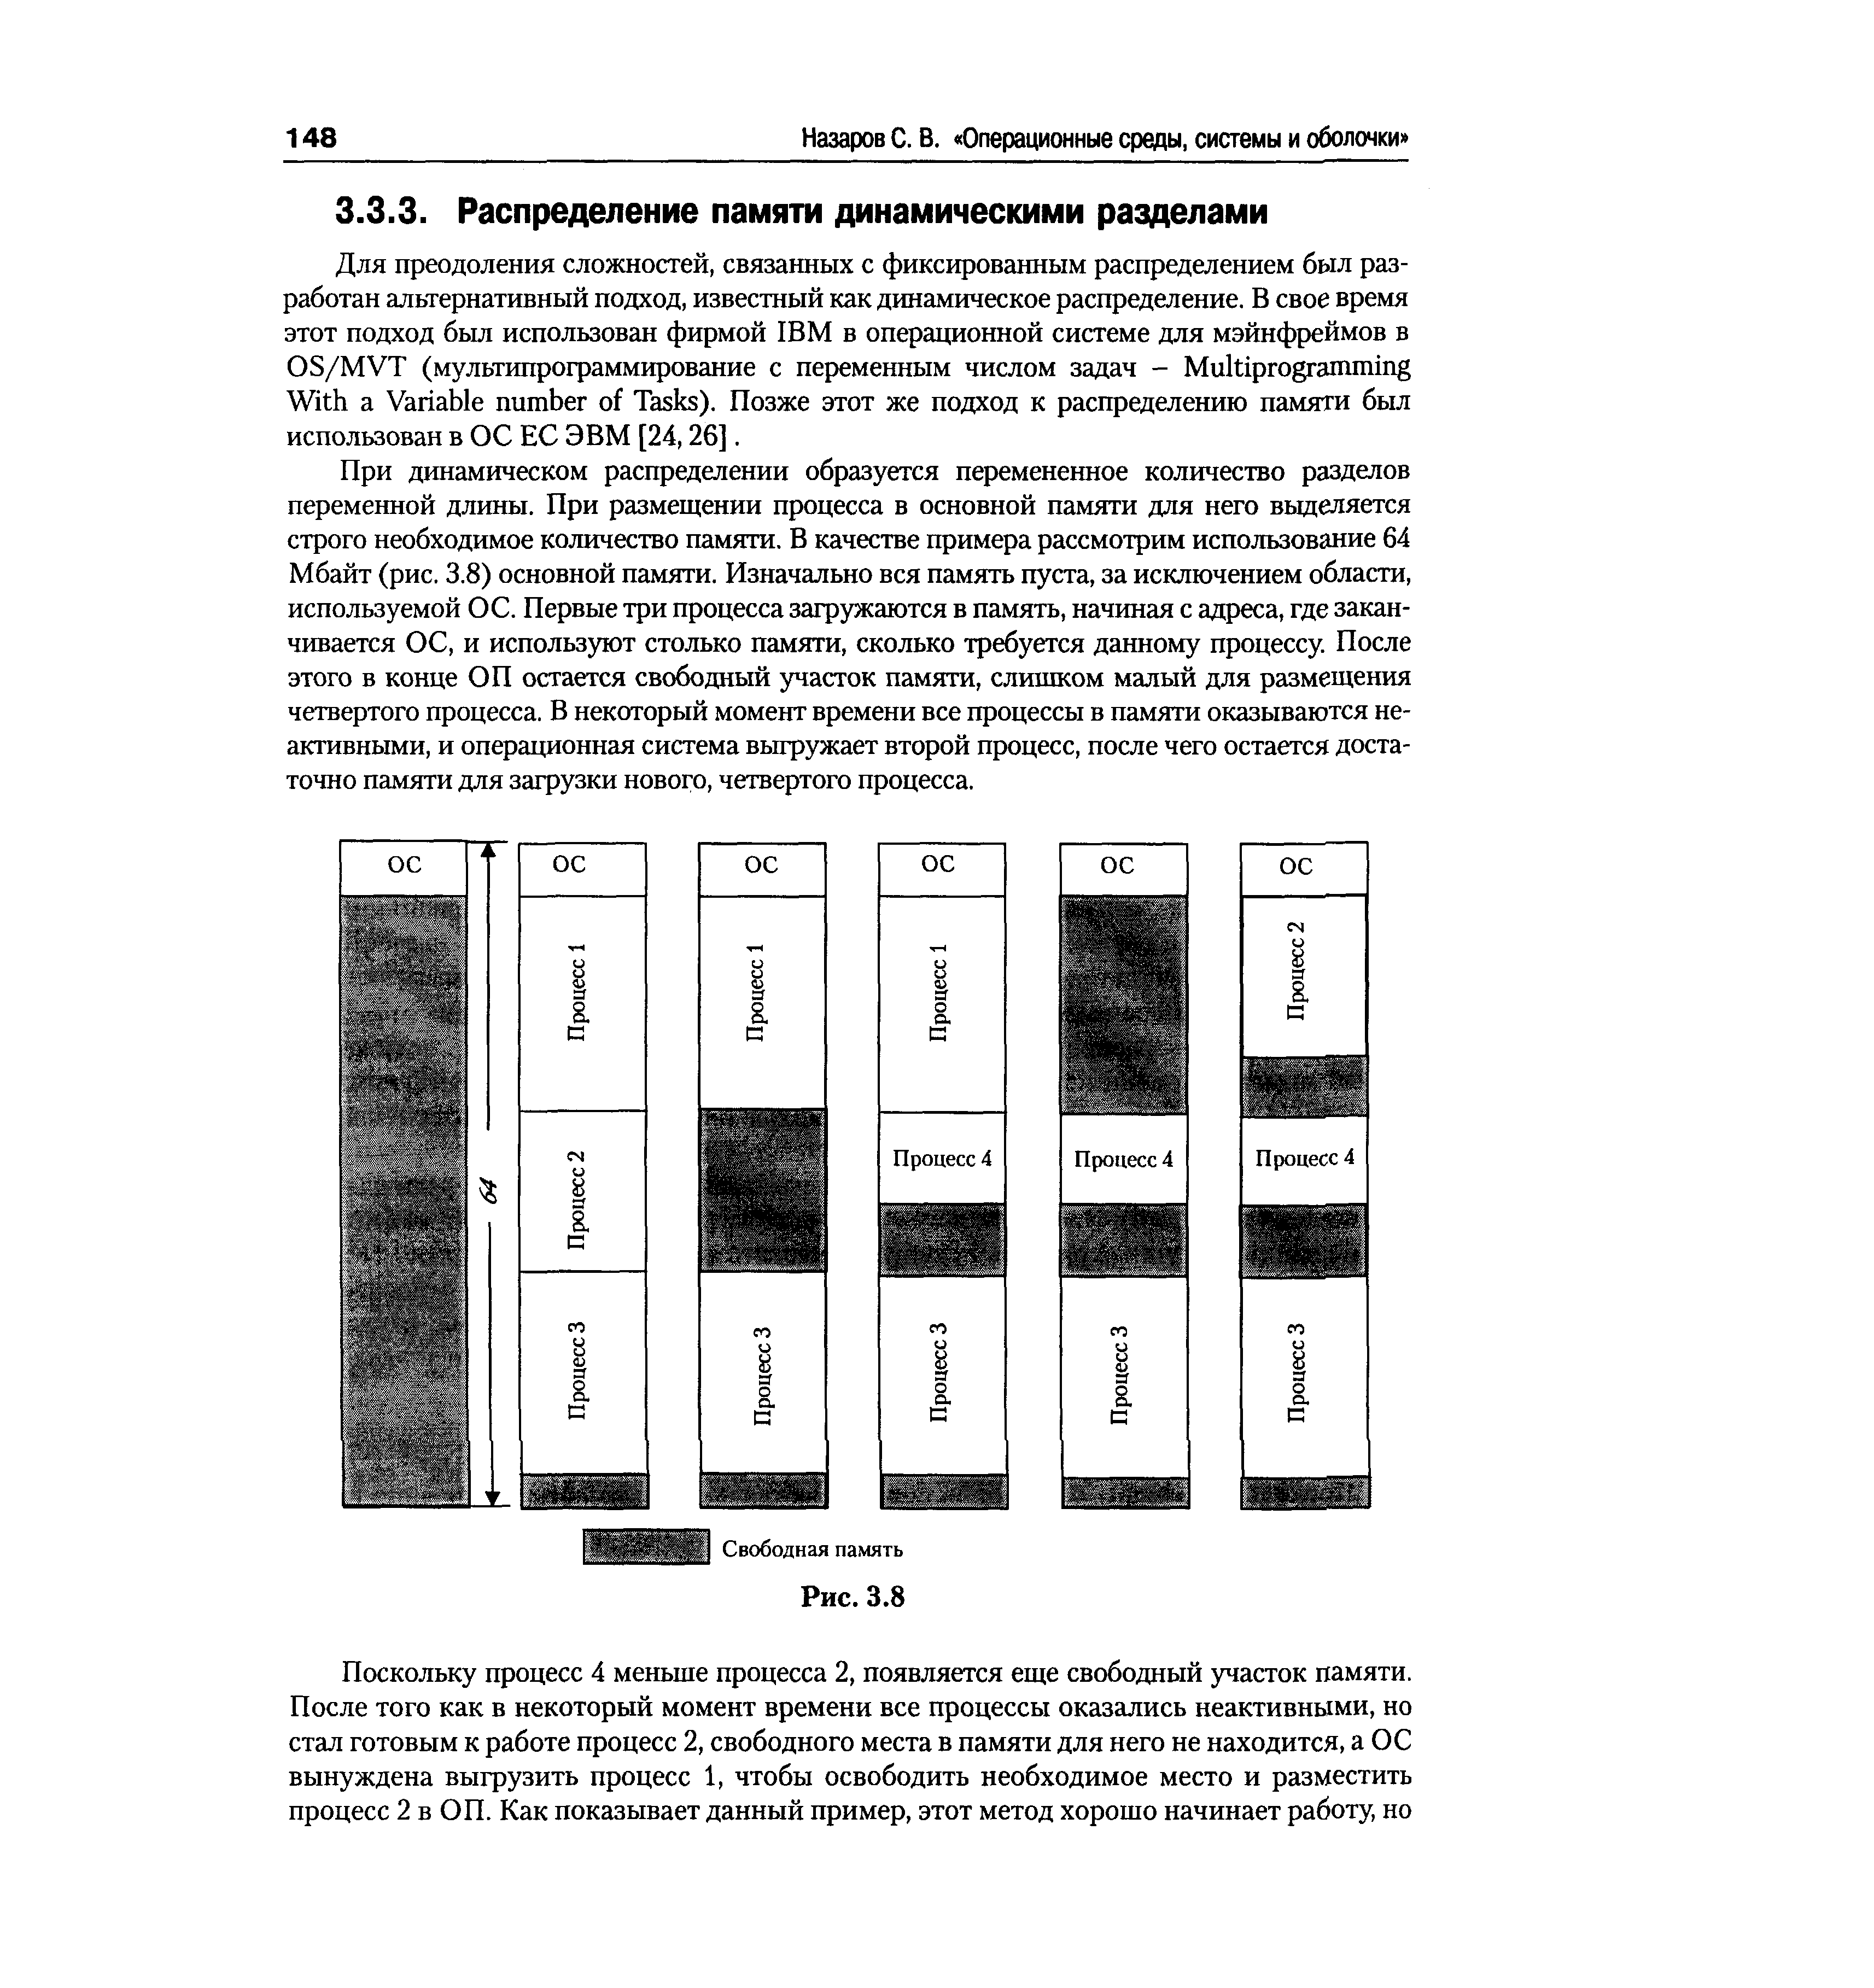 148 Назаров С. В. «Операционные среды, системы и оболочки»
3.3.3. Распределение памяти динамическими разделами
Для преодоления сложностей, связанных с фиксированным распределением был раз-
работан альтернативный подход, известный как динамическое распределение. В свое время
этот подход был использован фирмой IBM в операционной системе для мэйнфреймов в
OS/MVT (мультипрограммирование с переменным числом задач – Multiprogramming
With a Variable number of Tasks). Позже этот же подход к распределению памяти был
использован в ОС ЕС ЭВМ [24, 26] .
При динамическом распределении образуется перемененное количество разделов
переменной длины. При размещении процесса в основной памяти для него выделяется
строго необходимое количество памяти. В качестве примера рассмотрим использование 64
Мбайт (рис. 3.8) основной памяти. Изначально вся память пуста, за исключением области,
используемой ОС. Первые три процесса загружаются в память, начиная с адреса, где закан-
чивается ОС, и используют столько памяти, сколько требуется данному процессу. После
этого в конце ОП остается свободный участок памяти, слишком малый для размещения
четвертого процесса. В некоторый момент времени все процессы в памяти оказываются не-
активными, и операционная система выгружает второй процесс, после чего остается доста-
точно памяти для загрузки нового, четвертого процесса.
ОС
64
ОС
Процесс 1
Процесс 2
Процесс 3
ОС
Процесс 1
Процесс 3
ОС
Процесс 1
Процесс 4
Процесс 3
ОС
Процесс 4
Процесс 3
ОС
Процесс 2
Процесс 4
Процесс 3
Свободная память
Рис. 3.8
Поскольку процесс 4 меньше процесса 2, появляется еще свободный участок памяти.
После того как в некоторый момент времени все процессы оказались неактивными, но
стал готовым к работе процесс 2, свободного места в памяти для него не находится, а ОС
вынуждена выгрузить процесс 1, чтобы освободить необходимое место и разместить
процесс 2 в ОП. Как показывает данный пример, этот метод хорошо начинает работу, но